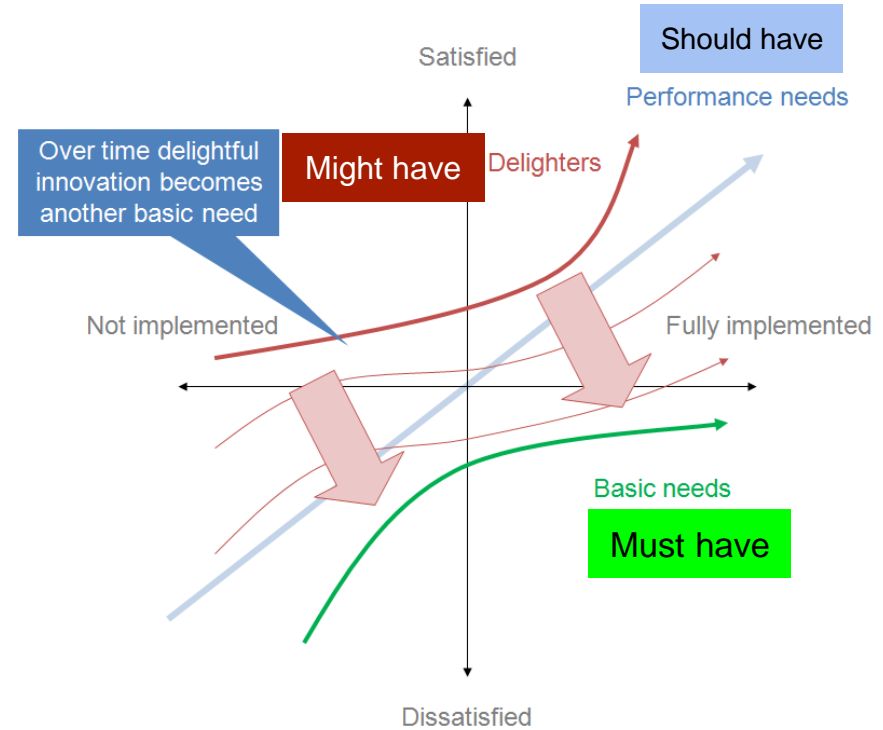 Should have
Satisfied
Performance needs
Over time delightful
innovation becomes
another basic need
Might have
Delighters
Not implemented
Fully implemented
Basic needs
Must have
Dissatisfied